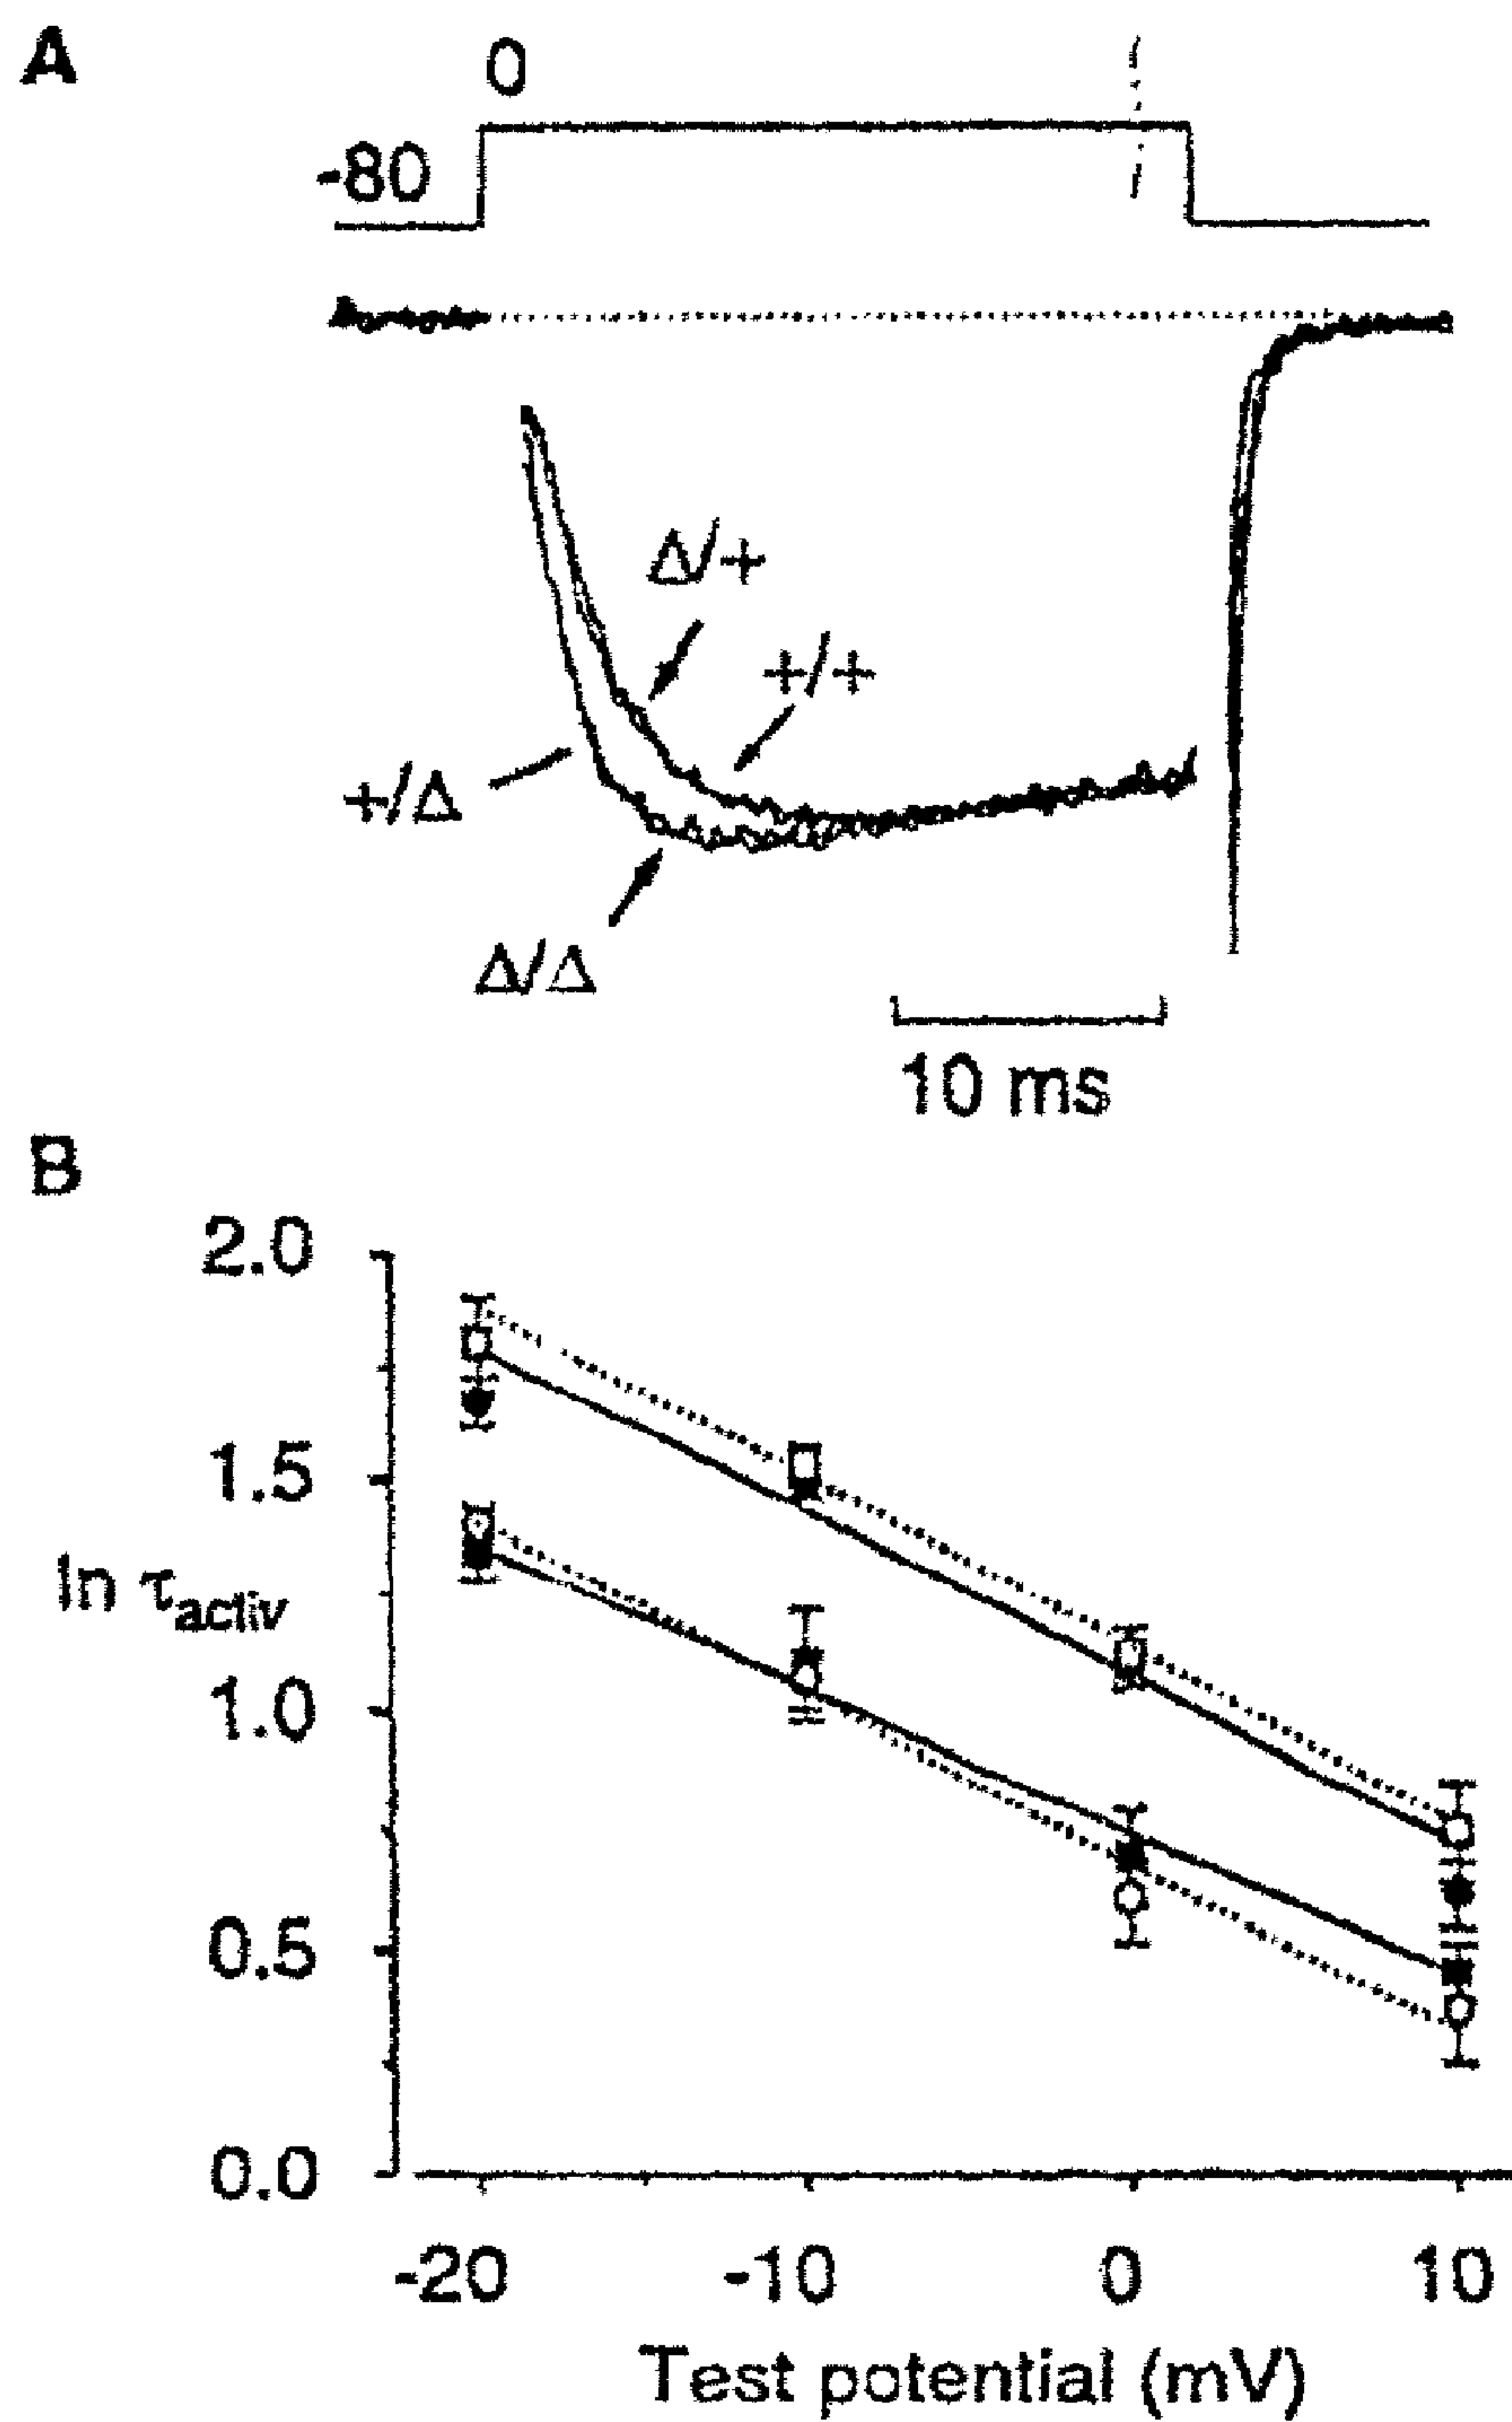 A
0
-80
Δ/+
+/+
+/Δ
Δ/Δ
10 ms
B
2.0
1.5
ln τactiv
1.0
0.5
0.0
-20 -10 0 10
Test potential (mV)